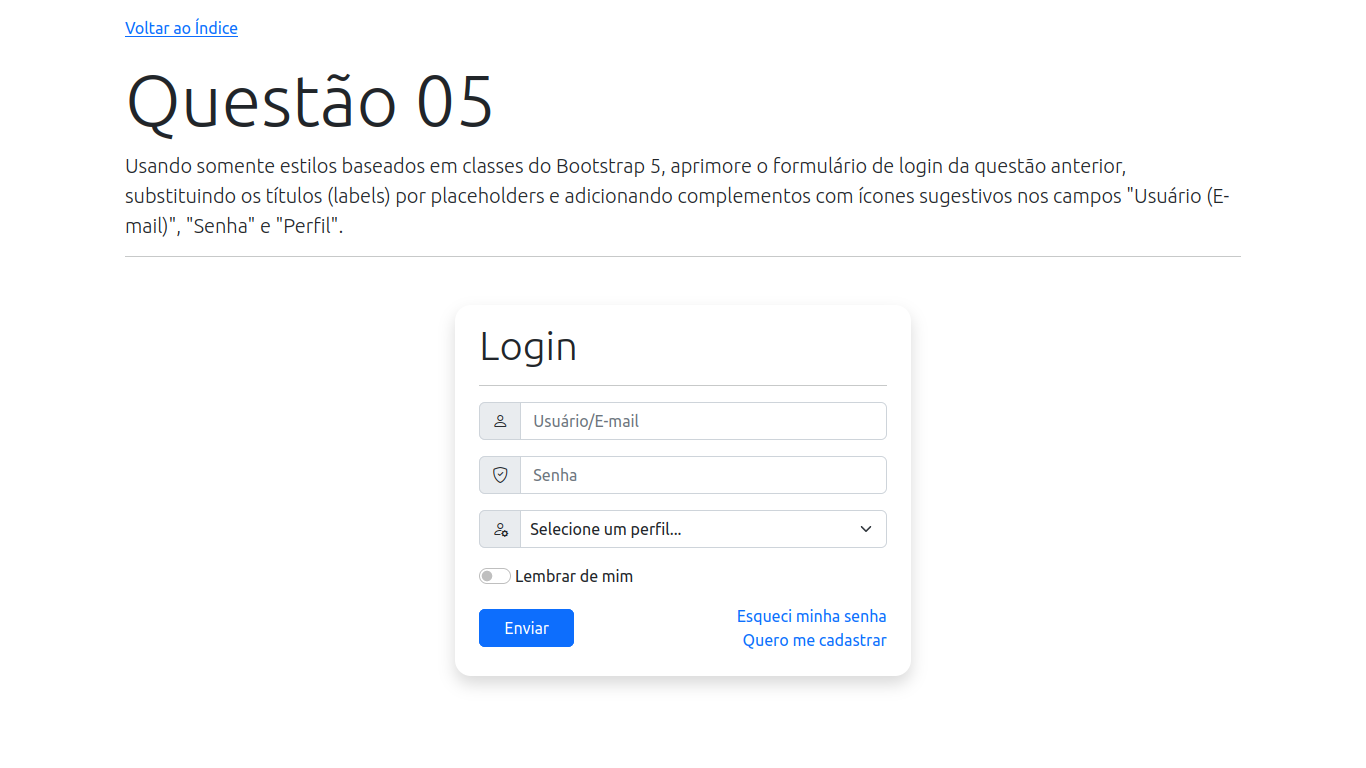 Voltar ao Índice
Questão 05
Usando somente estilos baseados em classes do Bootstrap 5, aprimore o formulário de login da questão anterior,
substituindo os títulos (labels) por placeholders e adicionando complementos com ícones sugestivos nos campos "Usuário (E-
mail)", "Senha" e "Perfil".
Login
Usuário/E-mail
Senha
Selecione um perfil...
Lembrar de mim
Enviar
Esqueci minha senha
Quero me cadastrar